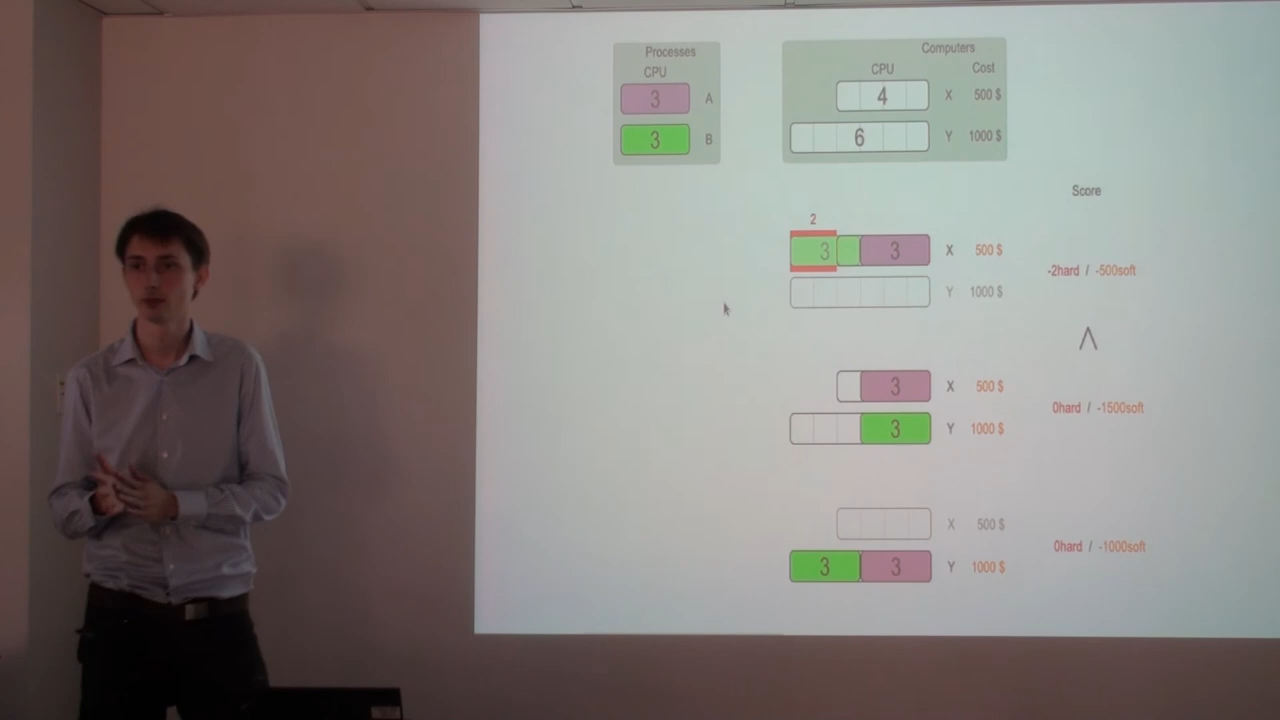 Processes
CPU
3 A
3 B
Computers
CPU Cost
4 X 500 $
6 Y 1000 $
Score
2
3 3 X 500 $
Y 1000 $
-2hard / -500soft
3 X 500 $
3 Y 1000 $
0hard / -1500soft
X 500 $
3 3 Y 1000 $
0hard / -1000soft